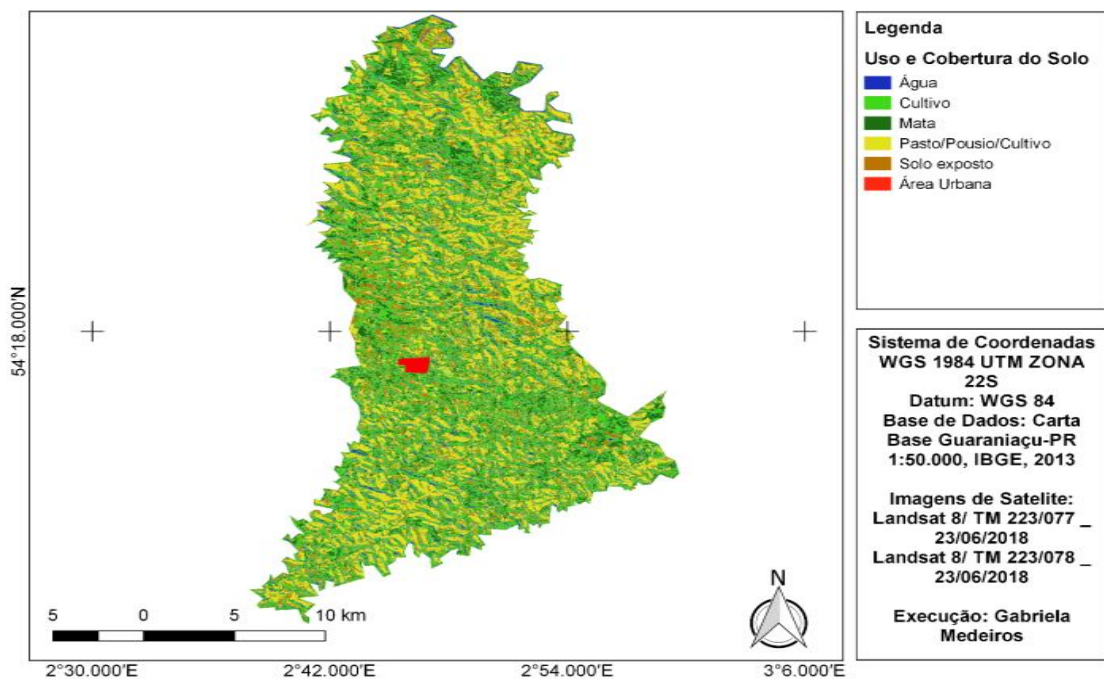 Legenda
Uso e Cobertura do Solo
Água
Cultivo
Mata
Pasto/Pousio/Cultivo
Solo exposto
Área Urbana
54°18.000'N
5 0 5 10 km
N
2°30.000'E 2°42.000'E 2°54.000'E 3°6.000'E
Sistema de Coordenadas
WGS 1984 UTM ZONA
22S
Datum: WGS 84
Base de Dados: Carta
Base Guaraniaçu-PR
1:50.000, IBGE, 2013
Imagens de Satelite:
Landsat 8/ TM 223/077 _
23/06/2018
Landsat 8/ TM 223/078 _
23/06/2018
Execução: Gabriela
Medeiros